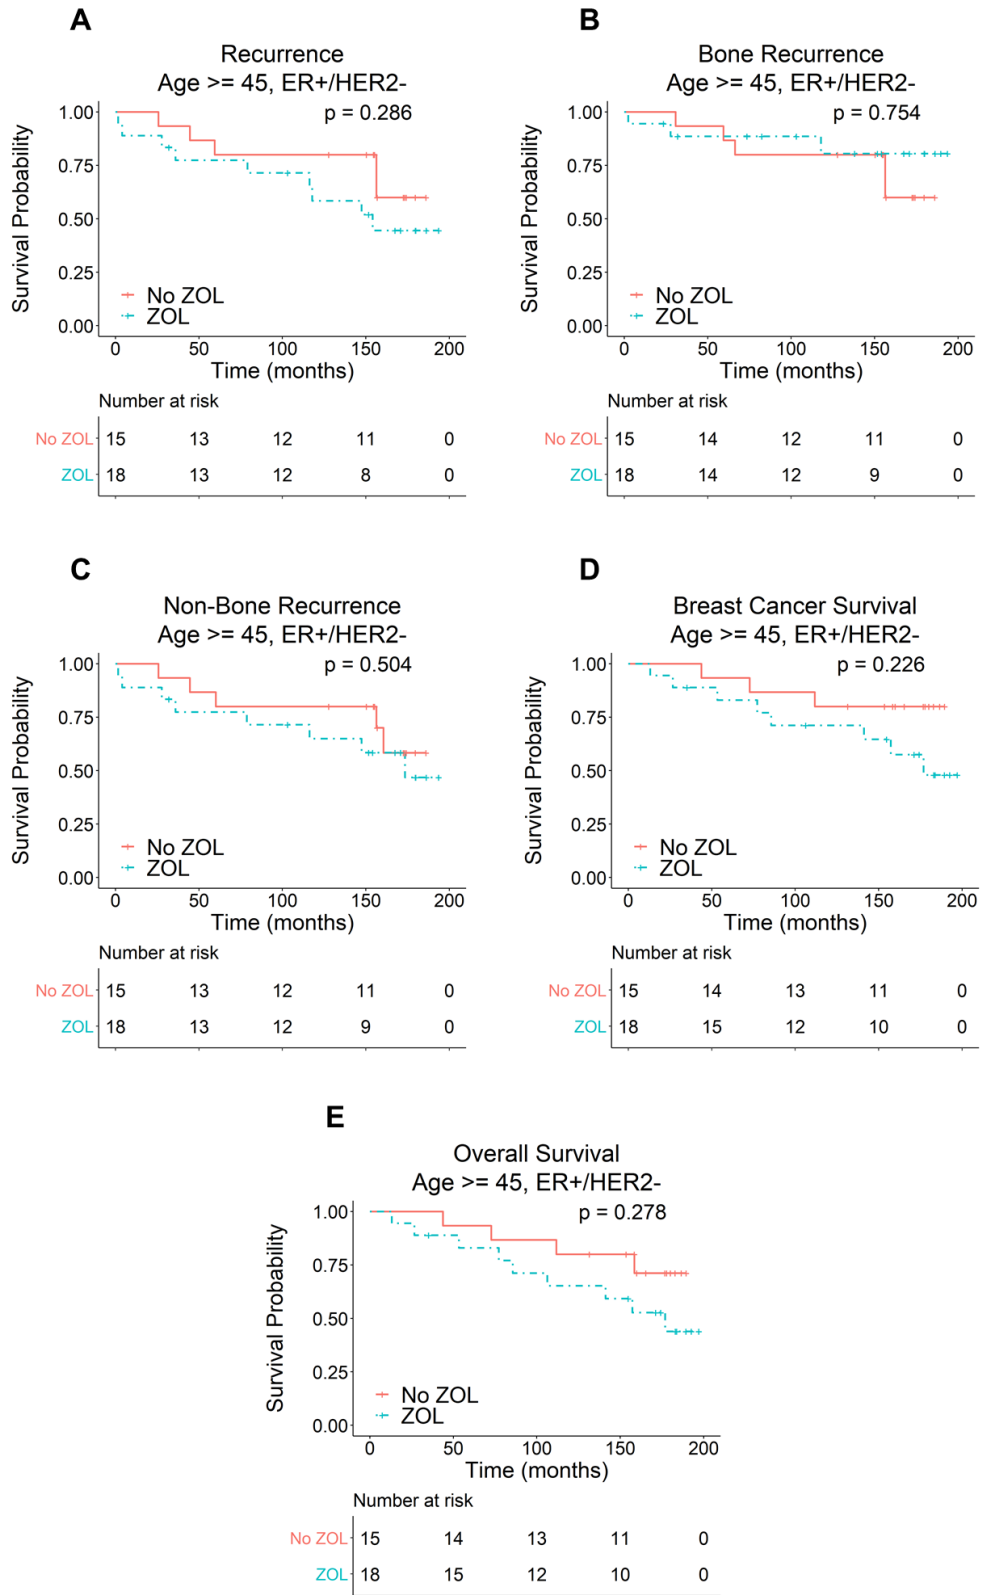 A
Recurrence
Age >= 45, ER+/HER2-
p = 0.286
Survival Probability
1.00
0.75
0.50
0.25
0.00
No ZOL
ZOL
0 50 100 150 200
Time (months)
Number at risk
No ZOL 15 13 12 11 0
ZOL 18 13 12 8 0
B
Bone Recurrence
Age >= 45, ER+/HER2-
p = 0.754
Survival Probability
1.00
0.75
0.50
0.25
0.00
No ZOL
ZOL
0 50 100 150 200
Time (months)
Number at risk
No ZOL 15 14 12 11 0
ZOL 18 14 12 9 0
C
Non-Bone Recurrence
Age >= 45, ER+/HER2-
p = 0.504
Survival Probability
1.00
0.75
0.50
0.25
0.00
No ZOL
ZOL
0 50 100 150 200
Time (months)
Number at risk
No ZOL 15 13 12 11 0
ZOL 18 13 12 9 0
D
Breast Cancer Survival
Age >= 45, ER+/HER2-
p = 0.226
Survival Probability
1.00
0.75
0.50
0.25
0.00
No ZOL
ZOL
0 50 100 150 200
Time (months)
Number at risk
No ZOL 15 14 13 11 0
ZOL 18 15 12 10 0
E
Overall Survival
Age >= 45, ER+/HER2-
p = 0.278
Survival Probability
1.00
0.75
0.50
0.25
0.00
No ZOL
ZOL
0 50 100 150 200
Time (months)
Number at risk
No ZOL 15 14 13 11 0
ZOL 18 15 12 10 0